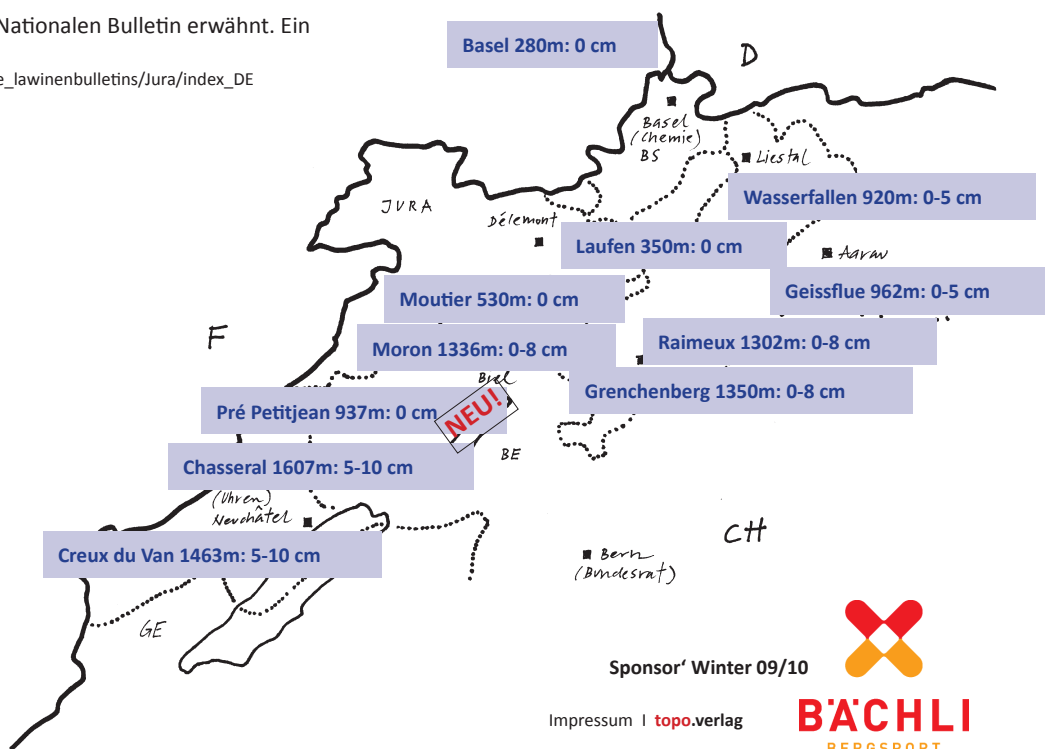 Nationalen Bulletin erwähnt. Ein
e_lawinenbulletins/Jura/index_DE
Basel 280m: 0 cm
D
Basel
(Chemie)
BS
Liestal
Wasserfallen 920m: 0-5 cm
JURA
Délemont
Laufen 350m: 0 cm
Aarau
Moutier 530m: 0 cm
Geissflue 962m: 0-5 cm
F
Moron 1336m: 0-8 cm
Raimeux 1302m: 0-8 cm
Grenchenberg 1350m: 0-8 cm
Pré Petitjean 937m: 0 cm
NEU!
BE
Chasseral 1607m: 5-10 cm
(Uhren)
Neuchâtel
CH
Creux du Van 1463m: 5-10 cm
Bern
(Bundesrat)
GE
Sponsor‘ Winter 09/10
Impressum I topo.verlag
BÄCHLI
BERGSPORT